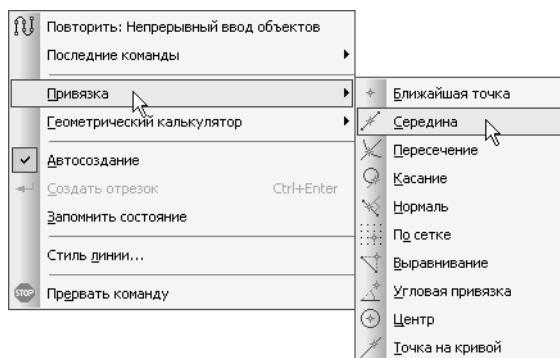 Повторить: Непрерывный ввод объектов
Последние команды
Привязка
Геометрический калькулятор
Автосоздание
Создать отрезок Ctrl+Enter
Запомнить состояние
Стиль линии...
STOP Прервать команду
Ближайшая точка
Середина
Пересечение
Касание
Нормаль
По сетке
Выравнивание
Угловая привязка
Центр
Точка на кривой